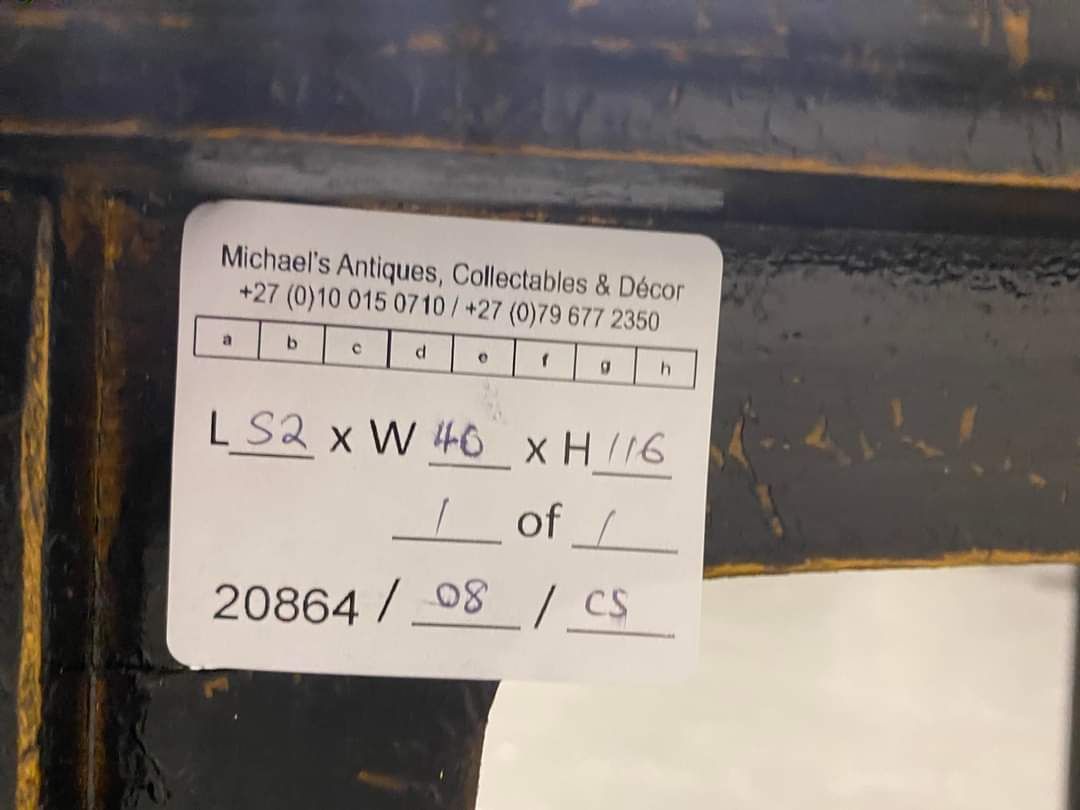 Michael's Antiques, Collectables & Décor
+27 (0)10 015 0710 / +27 (0)79 677 2350
a b c d e f g h
L 52 x W 46 x H 116
1 of 1
20864 / 08 / CS